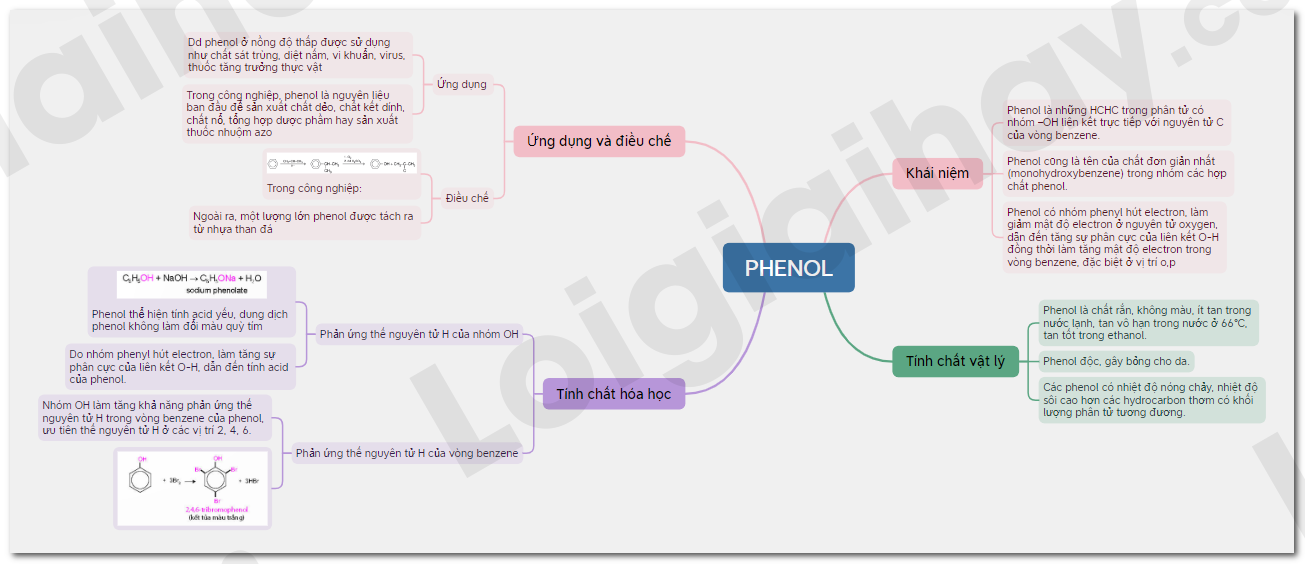 PHENOL
Khái niệm
Phenol là những HCHC trong phân tử có
nhóm –OH liên kết trực tiếp với nguyên tử C
của vòng benzene.
Phenol cũng là tên của chất đơn giản nhất
(monohydroxybenzene) trong nhóm các hợp
chất phenol.
Phenol có nhóm phenyl hút electron, làm
giảm mật độ electron ở nguyên tử oxygen,
dẫn đến tăng sự phân cực của liên kết O-H
đồng thời làm tăng mật độ electron trong
vòng benzene, đặc biệt ở vị trí o,p
Tính chất vật lý
Phenol là chất rắn, không màu, ít tan trong
nước lạnh, tan vô hạn trong nước ở 66°C,
tan tốt trong ethanol.
Phenol độc, gây bỏng cho da.
Các phenol có nhiệt độ nóng chảy, nhiệt độ
sôi cao hơn các hydrocarbon thơm có khối
lượng phân tử tương đương.
Ứng dụng và điều chế
Ứng dụng
Dd phenol ở nồng độ thấp được sử dụng
như chất sát trùng, diệt nấm, vi khuẩn, virus,
thuốc tăng trưởng thực vật
Trong công nghiệp, phenol là nguyên liệu
ban đầu để sản xuất chất dẻo, chất kết dính,
chất nổ, tổng hợp dược phẩm hay sản xuất
thuốc nhuộm azo
Điều chế
Trong công nghiệp:
Ngoài ra, một lượng lớn phenol được tách ra
từ nhựa than đá
Tính chất hóa học
Phản ứng thế nguyên tử H của nhóm OH
C₆H₅OH + NaOH → C₆H₅ONa + H₂O
sodium phenolate
Phenol thể hiện tính acid yếu, dung dịch
phenol không làm đổi màu quỳ tím
Do nhóm phenyl hút electron, làm tăng sự
phân cực của liên kết O-H, dẫn đến tính acid
của phenol.
Phản ứng thế nguyên tử H của vòng benzene
Nhóm OH làm tăng khả năng phản ứng thế
nguyên tử H trong vòng benzene của phenol,
ưu tiên thế nguyên tử H ở các vị trí 2, 4, 6.
OH
+ 3Br₂ →
OH
Br Br
Br
+ 3HBr
2,4,6-tribromophenol
(kết tủa màu trắng)
Loigiaihay.com